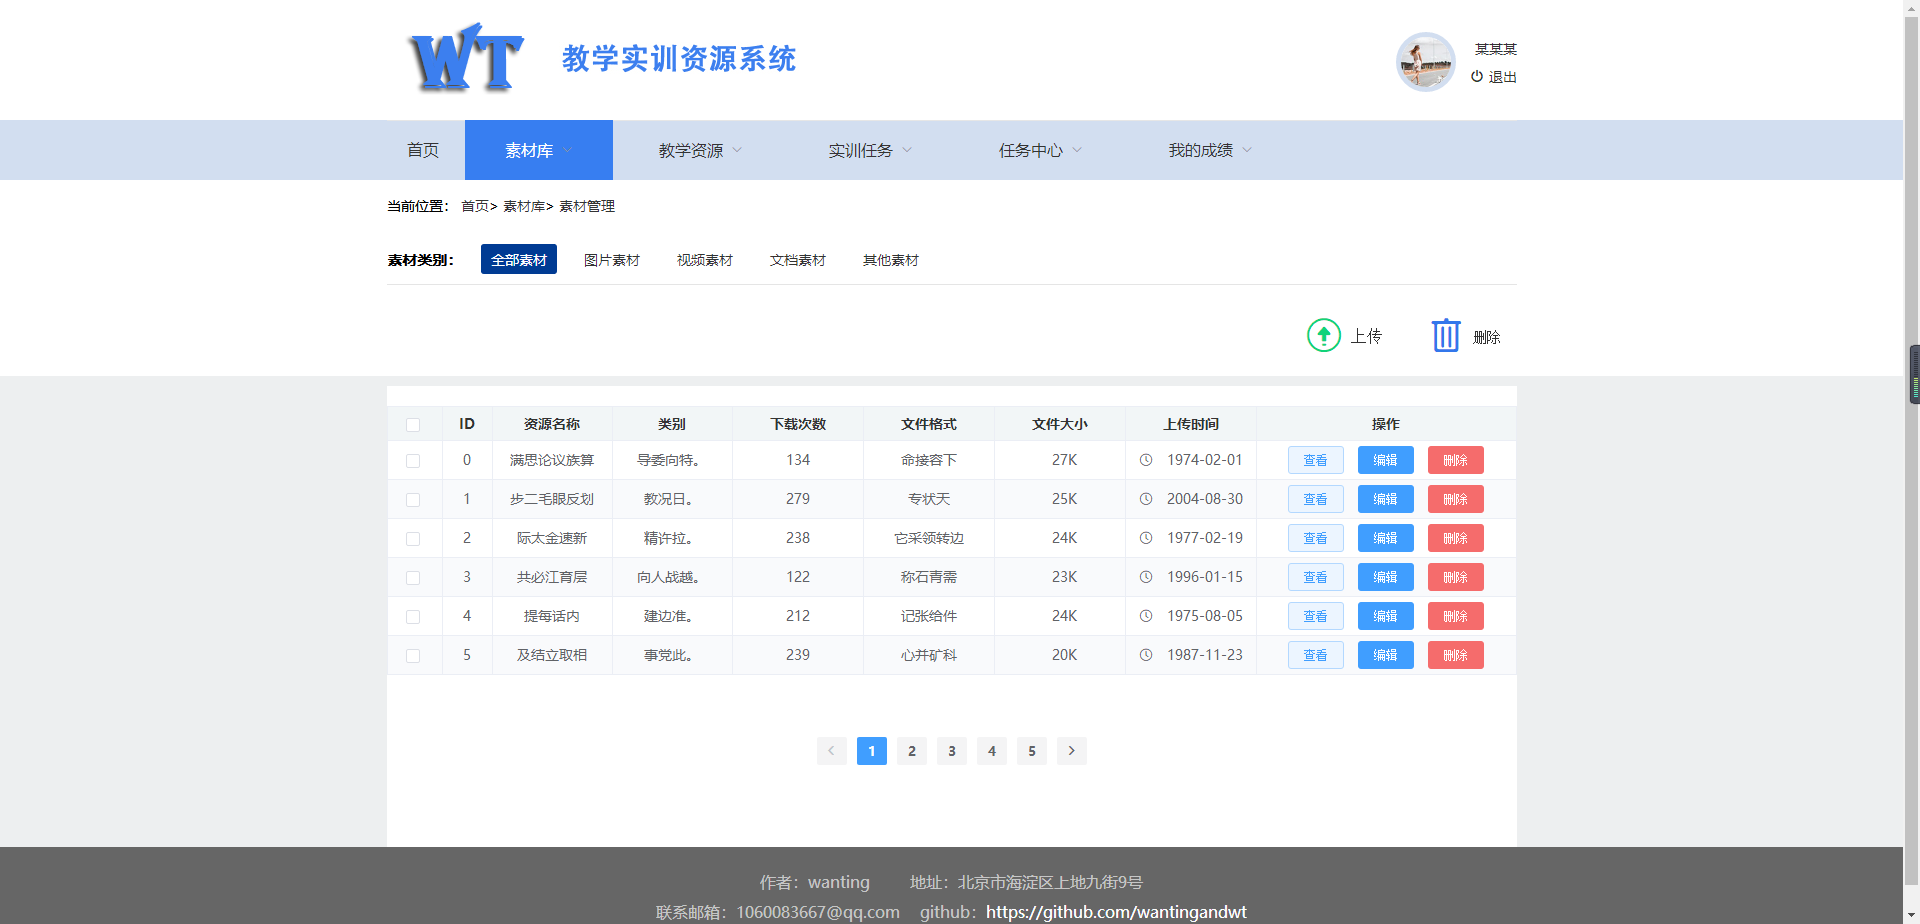 WT 教学实训资源系统
某某某
退出
首页 素材库 教学资源 实训任务 任务中心 我的成绩
当前位置： 首页> 素材库> 素材管理
素材类别： 全部素材 图片素材 视频素材 文档素材 其他素材
上传 删除
ID 资源名称 类别 下载次数 文件格式 文件大小 上传时间 操作
0 满思论议族算 导委向特。 134 命接容下 27K 1974-02-01 查看 编辑 删除
1 步二毛眼反划 教况日。 279 专状天 25K 2004-08-30 查看 编辑 删除
2 际太金速新 精许拉。 238 它采领转边 24K 1977-02-19 查看 编辑 删除
3 共必江育层 向人战越。 122 称石青需 23K 1996-01-15 查看 编辑 删除
4 提每话内 建边准。 212 记张给件 24K 1975-08-05 查看 编辑 删除
5 及结立取相 事党此。 239 心并矿科 20K 1987-11-23 查看 编辑 删除
1 2 3 4 5
作者：wanting 地址：北京市海淀区上地九街9号
联系邮箱：1060083667@qq.com github：https://github.com/wantingandwt